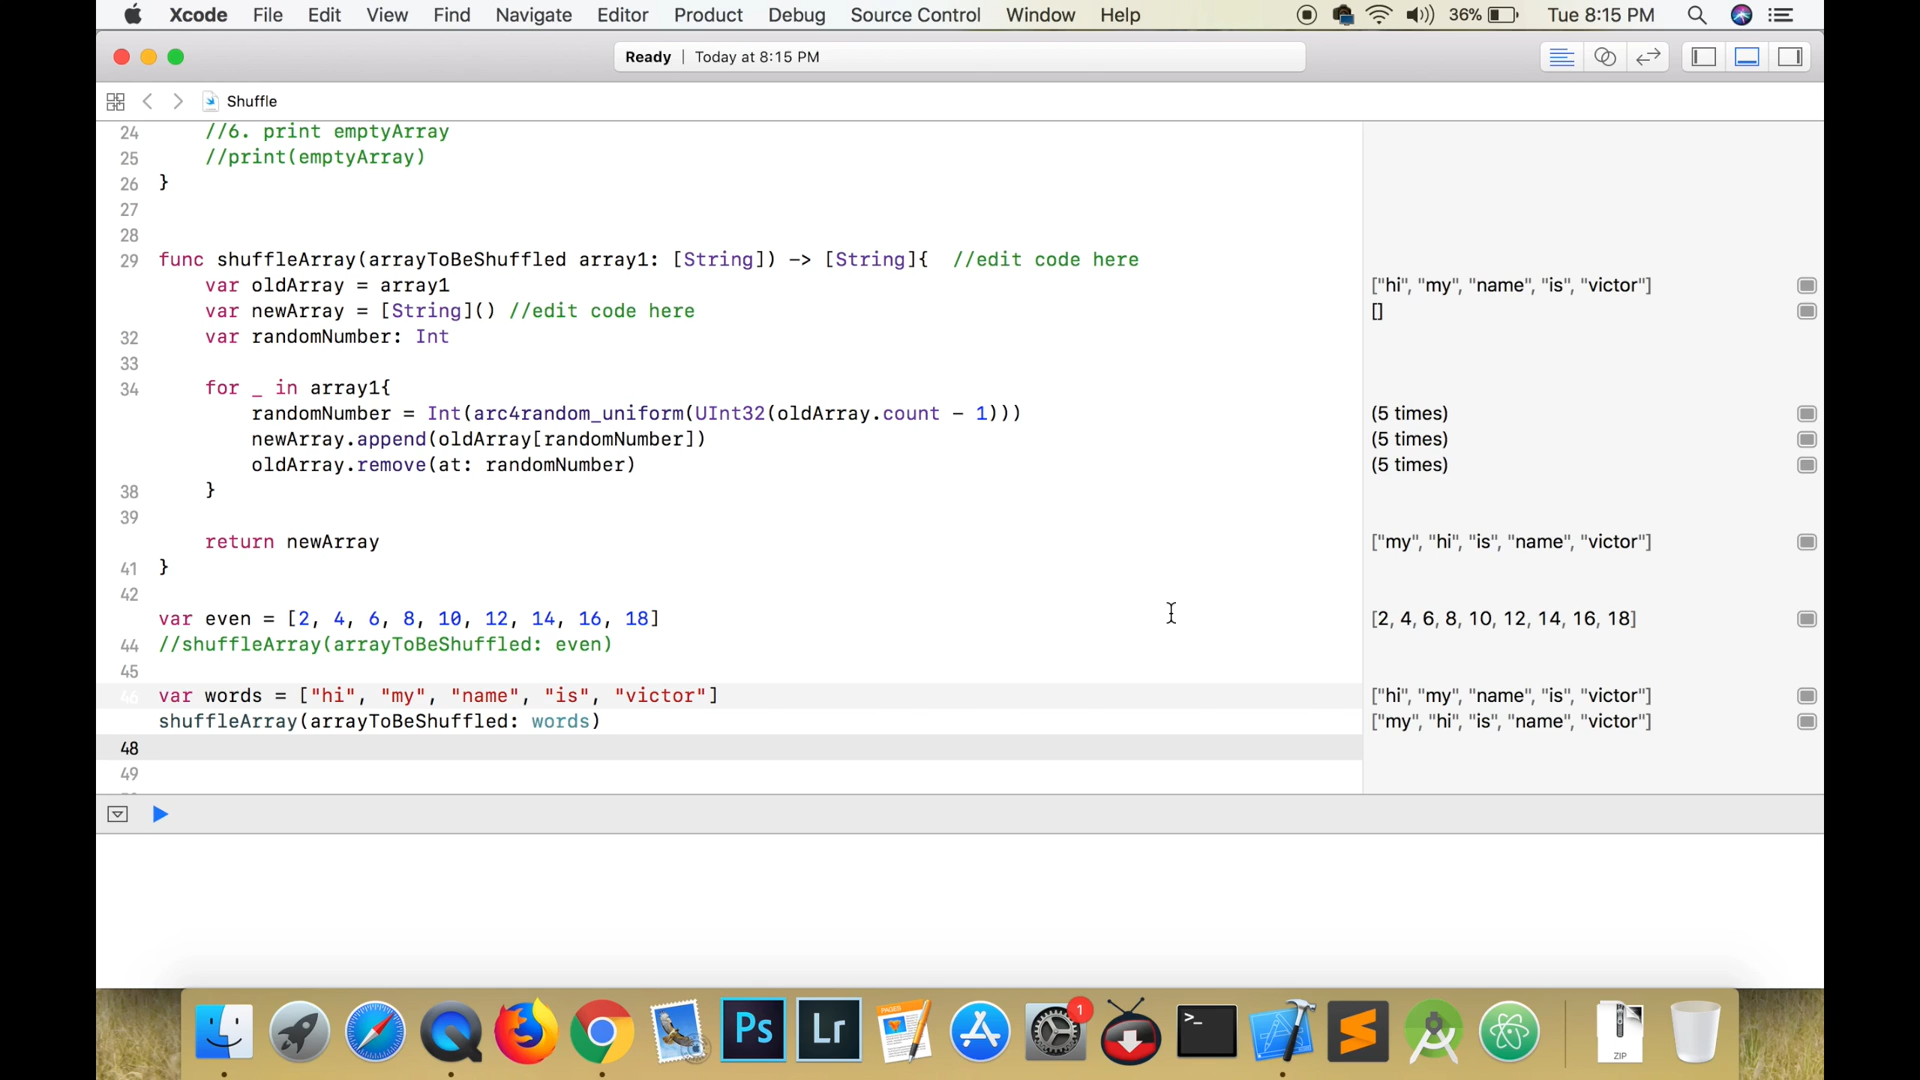 Xcode File Edit View Find Navigate Editor Product Debug Source Control Window Help 36% Tue 8:15 PM
Ready | Today at 8:15 PM
Shuffle
24 //6. print emptyArray
25 //print(emptyArray)
26 }
27
28
29 func shuffleArray(arrayToBeShuffled array1: [String]) -> [String]{ //edit code here
var oldArray = array1 ["hi", "my", "name", "is", "victor"]
var newArray = [String]() //edit code here []
32 var randomNumber: Int
33
34 for _ in array1{
randomNumber = Int(arc4random_uniform(UInt32(oldArray.count - 1))) (5 times)
newArray.append(oldArray[randomNumber]) (5 times)
oldArray.remove(at: randomNumber) (5 times)
38 }
39
return newArray ["my", "hi", "is", "name", "victor"]
41 }
42
var even = [2, 4, 6, 8, 10, 12, 14, 16, 18] [2, 4, 6, 8, 10, 12, 14, 16, 18]
44 //shuffleArray(arrayToBeShuffled: even)
45
46 var words = ["hi", "my", "name", "is", "victor"] ["hi", "my", "name", "is", "victor"]
shuffleArray(arrayToBeShuffled: words) ["my", "hi", "is", "name", "victor"]
48
49
Ps Lr PAGES 1 >_ ZIP